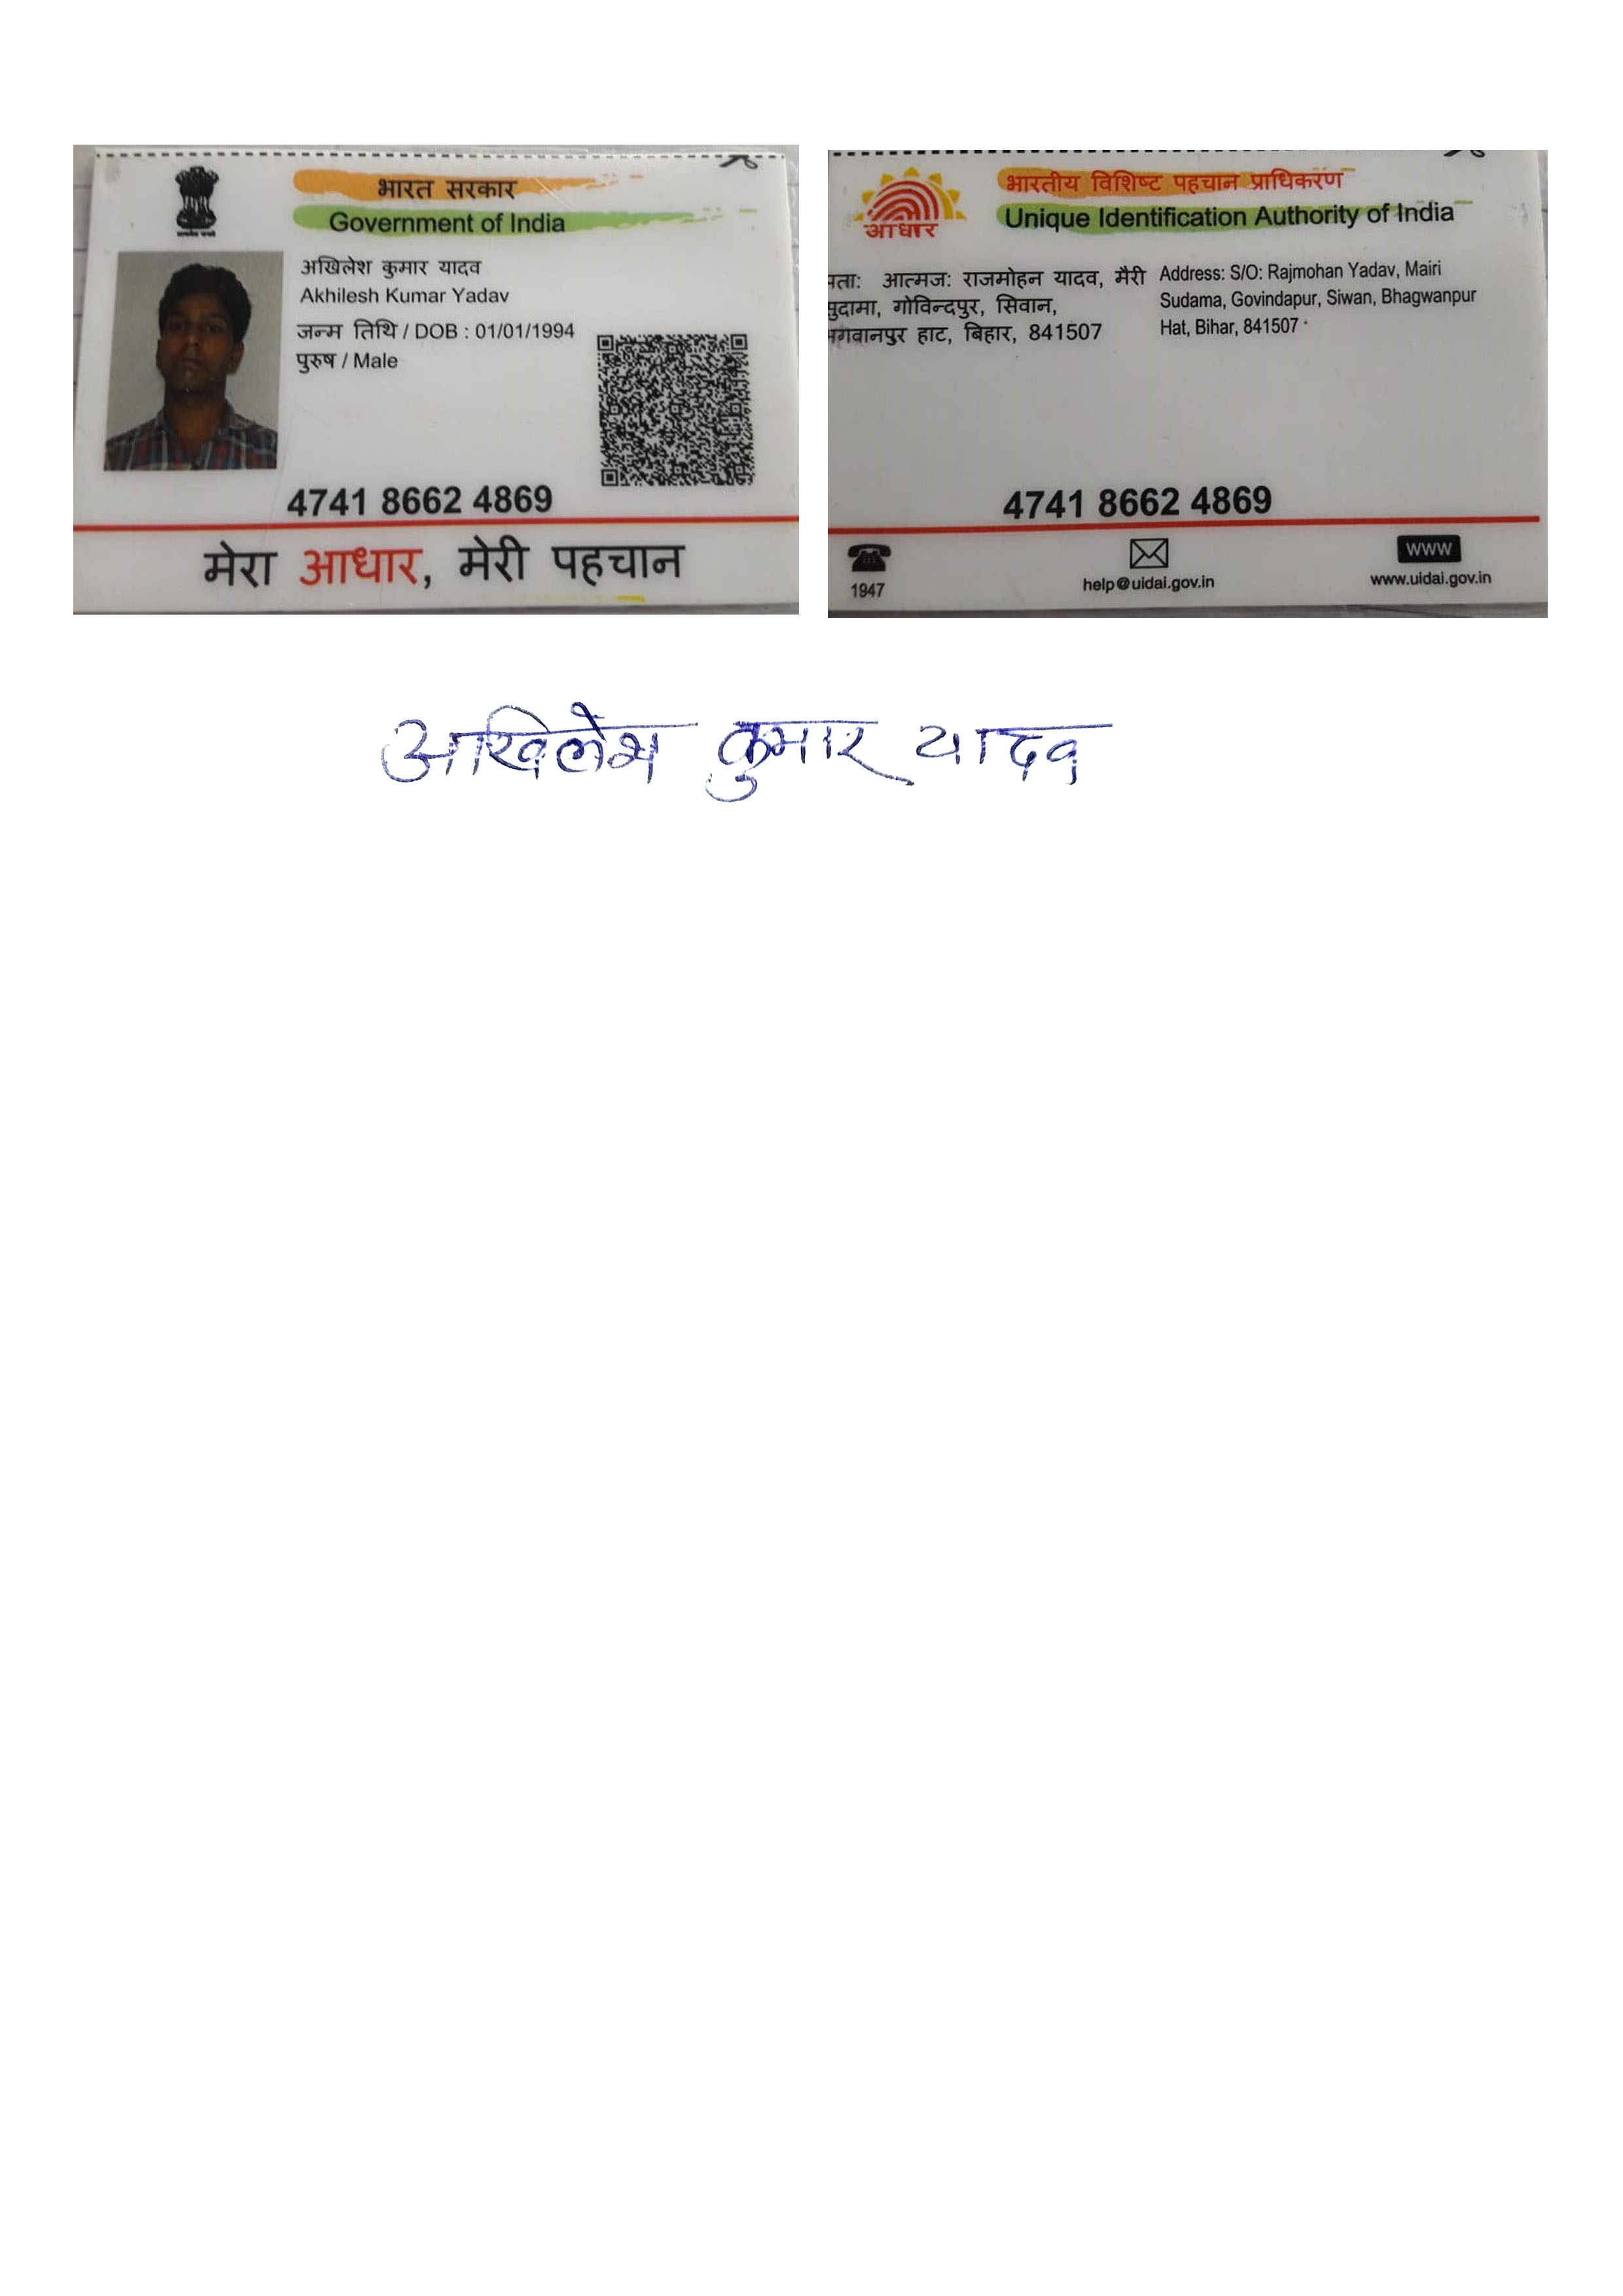 भारत सरकार
Government of India
अखिलेश कुमार यादव
Akhilesh Kumar Yadav
जन्म तिथि / DOB : 01/01/1994
पुरुष / Male
4741 8662 4869
मेरा आधार, मेरी पहचान
आधार
भारतीय विशिष्ट पहचान प्राधिकरण
Unique Identification Authority of India
आत्मज: राजमोहन यादव, मैरी
सुदामा, गोविन्दपुर, सिवान,
भगवानपुर हाट, बिहार, 841507
Address: S/O: Rajmohan Yadav, Mairi
Sudama, Govindapur, Siwan, Bhagwanpur
Hat, Bihar, 841507
4741 8662 4869
1947
help@uidai.gov.in
WWW
www.uidai.gov.in
अखिलेश कुमार यादव